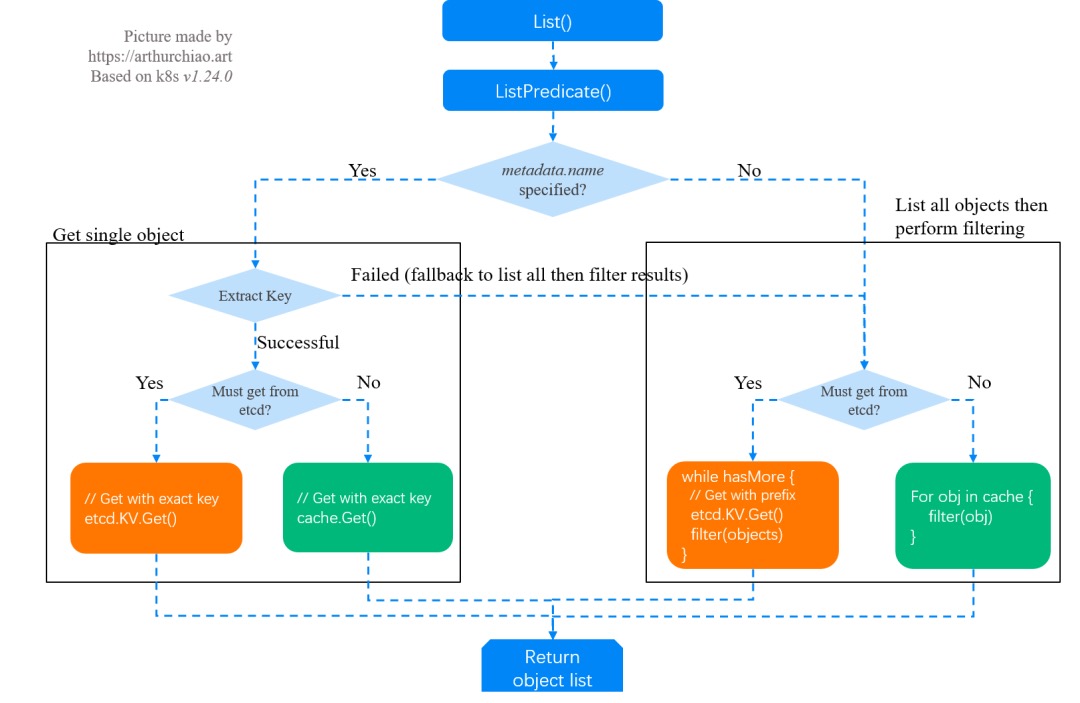 List()
Picture made by
https://arthurchiao.art
Based on k8s v1.24.0
ListPredicate()
metadata.name
specified?
Yes
No
List all objects then
perform filtering
Get single object
Failed (fallback to list all then filter results)
Extract Key
Successful
Yes
Must get from
etcd?
No
Yes
Must get from
etcd?
No
// Get with exact key
etcd.KV.Get()
// Get with exact key
cache.Get()
while hasMore {
// Get with prefix
etcd.KV.Get()
filter(objects)
}
For obj in cache {
filter(obj)
}
Return
object list